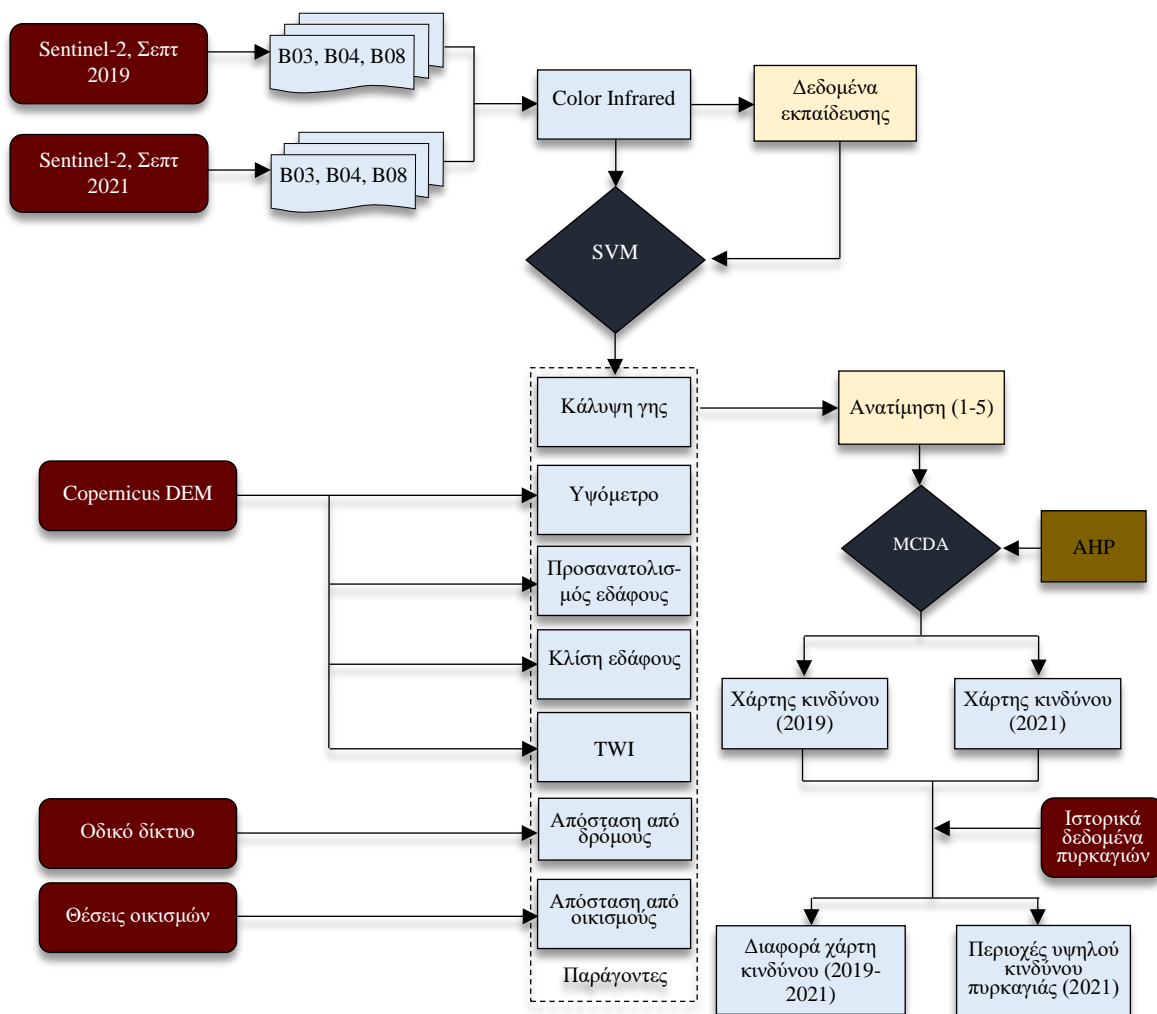 Sentinel-2, Σεπτ
2019
B03, B04, B08
Color Infrared
Δεδομένα
εκπαίδευσης
Sentinel-2, Σεπτ
2021
B03, B04, B08
SVM
Κάλυψη γης
Ανατίμηση (1-5)
Copernicus DEM
Υψόμετρο
MCDA
AHP
Προσανατολισ-
μός εδάφους
Κλίση εδάφους
Χάρτης κινδύνου
(2019)
Χάρτης κινδύνου
(2021)
TWI
Οδικό δίκτυο
Απόσταση από
δρόμους
Ιστορικά
δεδομένα
πυρκαγιών
Θέσεις οικισμών
Απόσταση από
οικισμούς
Παράγοντες
Διαφορά χάρτη
κινδύνου (2019-
2021)
Περιοχές υψηλού
κινδύνου
πυρκαγιάς (2021)